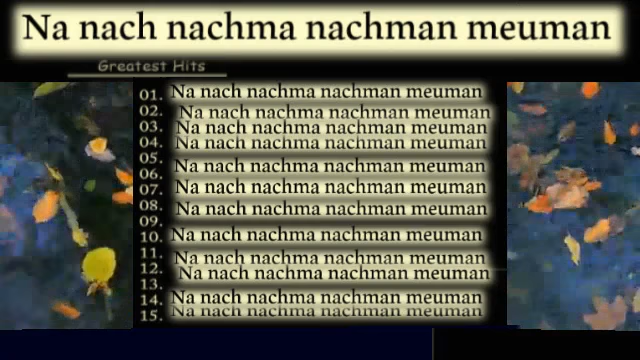 Na nach nachma nachman meuman
Greatest Hits
01. Na nach nachma nachman meuman
02. Na nach nachma nachman meuman
03. Na nach nachma nachman meuman
04. Na nach nachma nachman meuman
05.
06. Na nach nachma nachman meuman
07. Na nach nachma nachman meuman
08. Na nach nachma nachman meuman
09.
10. Na nach nachma nachman meuman
11. Na nach nachma nachman meuman
12. Na nach nachma nachman meuman
13.
14. Na nach nachma nachman meuman
15. Na nach nachma nachman meuman